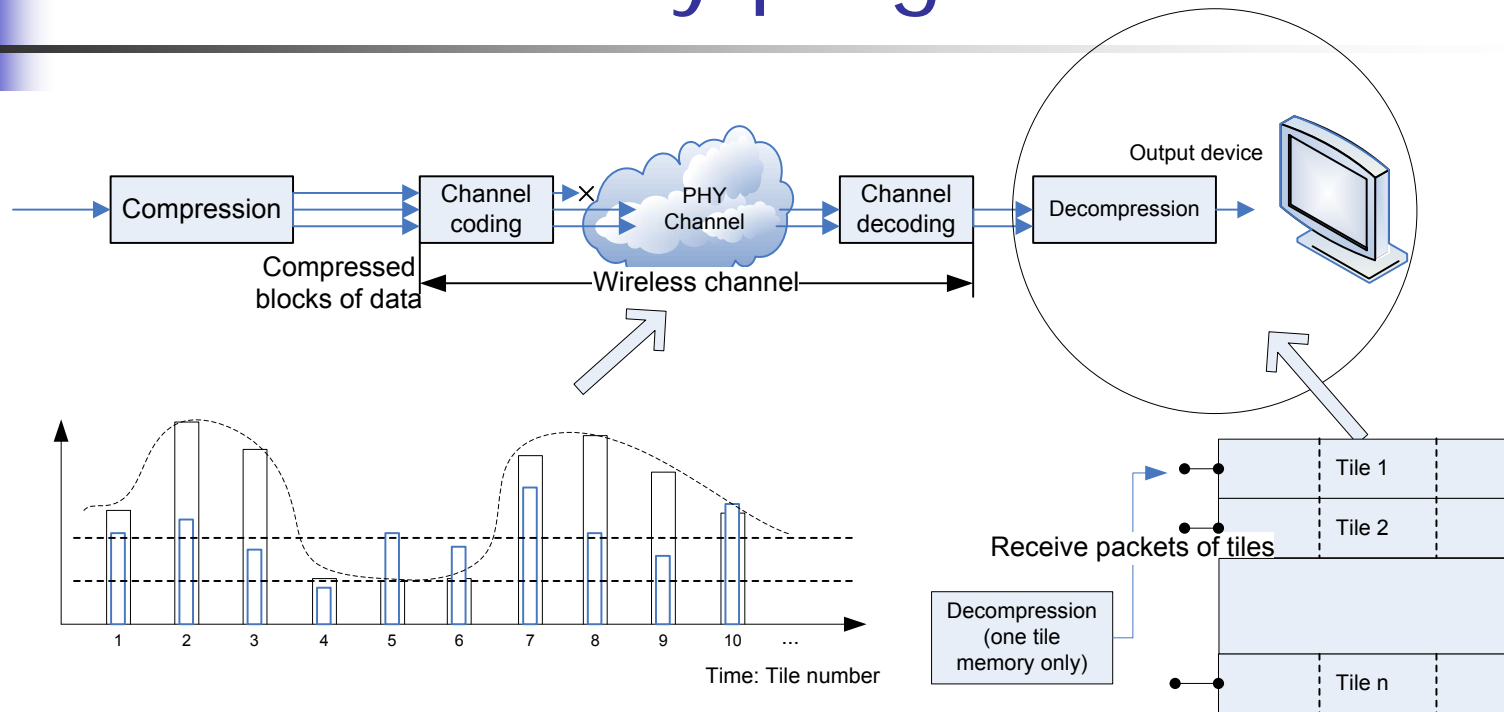 Output device
Compression
Channel
coding
PHY
Channel
Channel
decoding
Decompression
Compressed
blocks of data
Wireless channel
1 2 3 4 5 6 7 8 9 10 ...
Time: Tile number
Receive packets of tiles
Decompression
(one tile
memory only)
Tile 1
Tile 2
Tile n